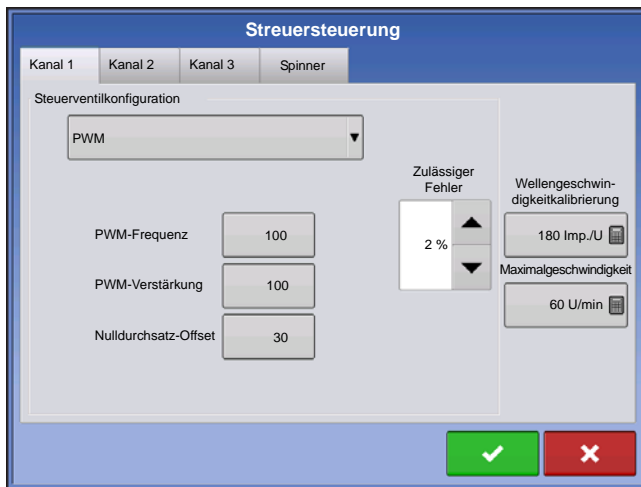 Streuersteuerung
Kanal 1
Kanal 2
Kanal 3
Spinner
Steuerventilkonfiguration
PWM
PWM-Frequenz
100
PWM-Verstärkung
100
Nulldurchsatz-Offset
30
Zulässiger
Fehler
2 %
Wellengeschwin-
digkeitkalibrierung
180 Imp./U
Maximalgeschwindigkeit
60 U/min